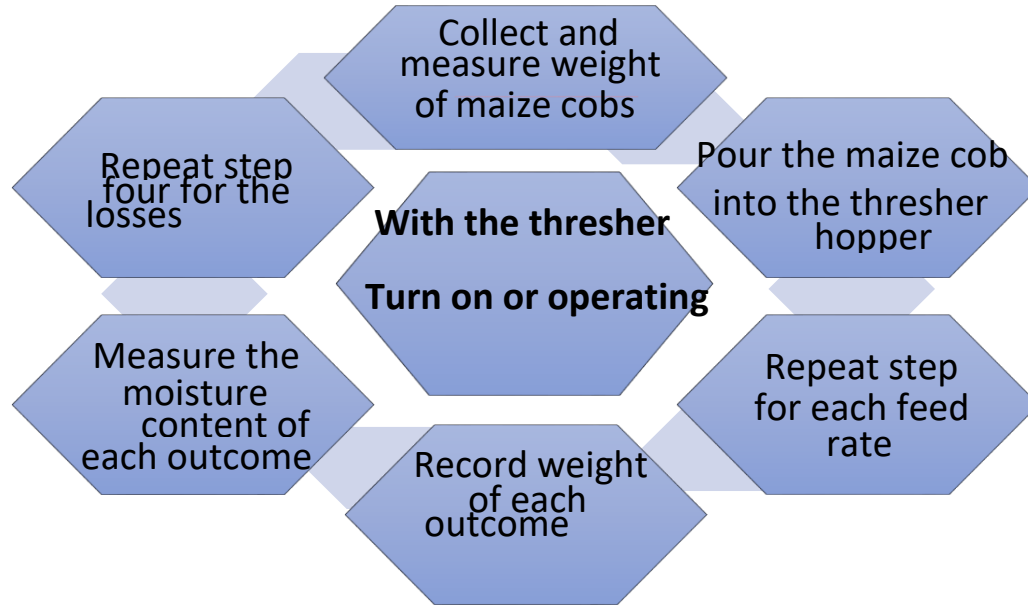 Collect and
measure weight
of maize cobs
Pour the maize cob
into the thresher
hopper
Repeat step
for each feed
rate
Record weight
of each
outcome
Measure the
moisture
content of
each outcome
Repeat step
four for the
losses
With the thresher
Turn on or operating